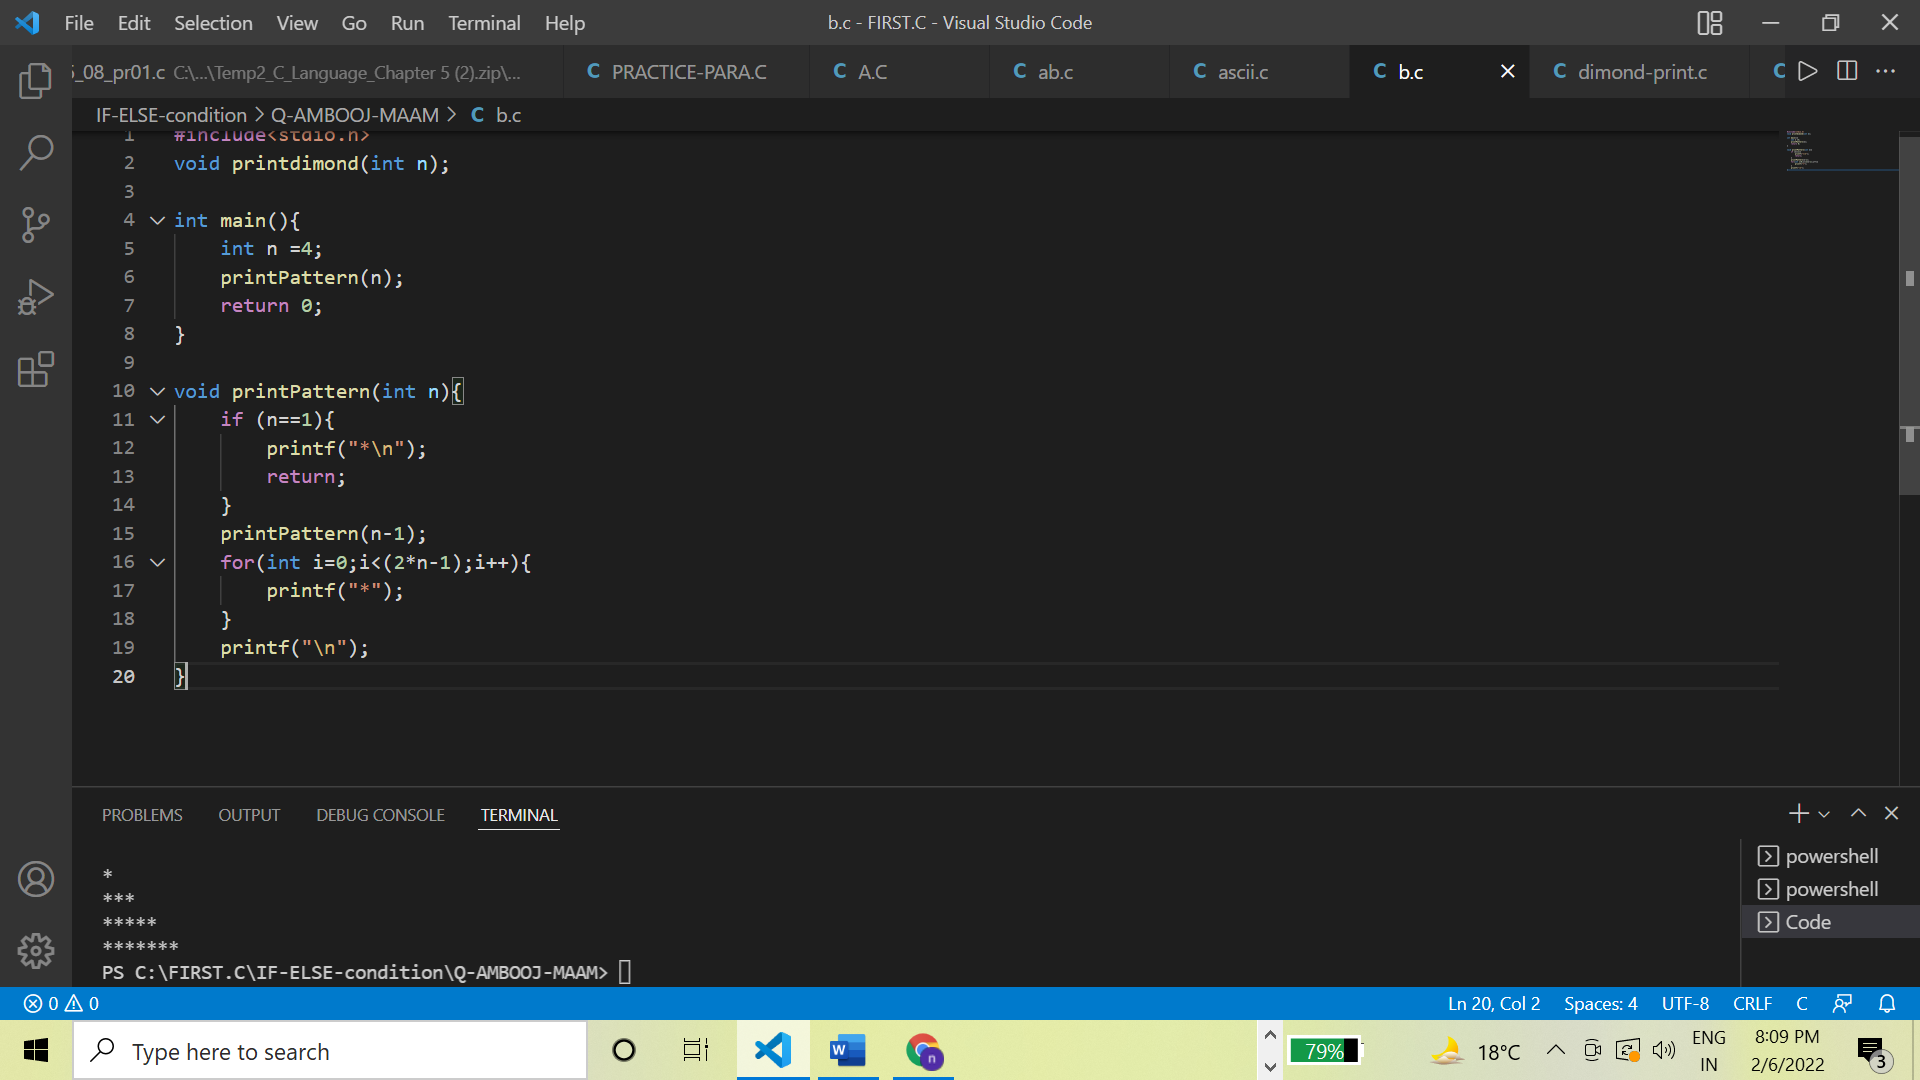 File Edit Selection View Go Run Terminal Help b.c - FIRST.C - Visual Studio Code
5_08_pr01.c C:\...\Temp2_C_Language_Chapter 5 (2).zip\... C PRACTICE-PARA.C C A.C C ab.c C ascii.c C b.c C dimond-print.c C
IF-ELSE-condition > Q-AMBOOJ-MAAM > C b.c
1 #include<stdio.h>
2 void printdimond(int n);
3
4 int main(){
5 int n =4;
6 printPattern(n);
7 return 0;
8 }
9
10 void printPattern(int n){
11 if (n==1){
12 printf("*\n");
13 return;
14 }
15 printPattern(n-1);
16 for(int i=0;i<(2*n-1);i++){
17 printf("*");
18 }
19 printf("\n");
20 }
PROBLEMS OUTPUT DEBUG CONSOLE TERMINAL
*
***
*****
*******
PS C:\FIRST.C\IF-ELSE-condition\Q-AMBOOJ-MAAM>
powershell
powershell
Code
0 0 Ln 20, Col 2 Spaces: 4 UTF-8 CRLF C
Type here to search W n 79% 18°C ENG IN 8:09 PM 2/6/2022 3